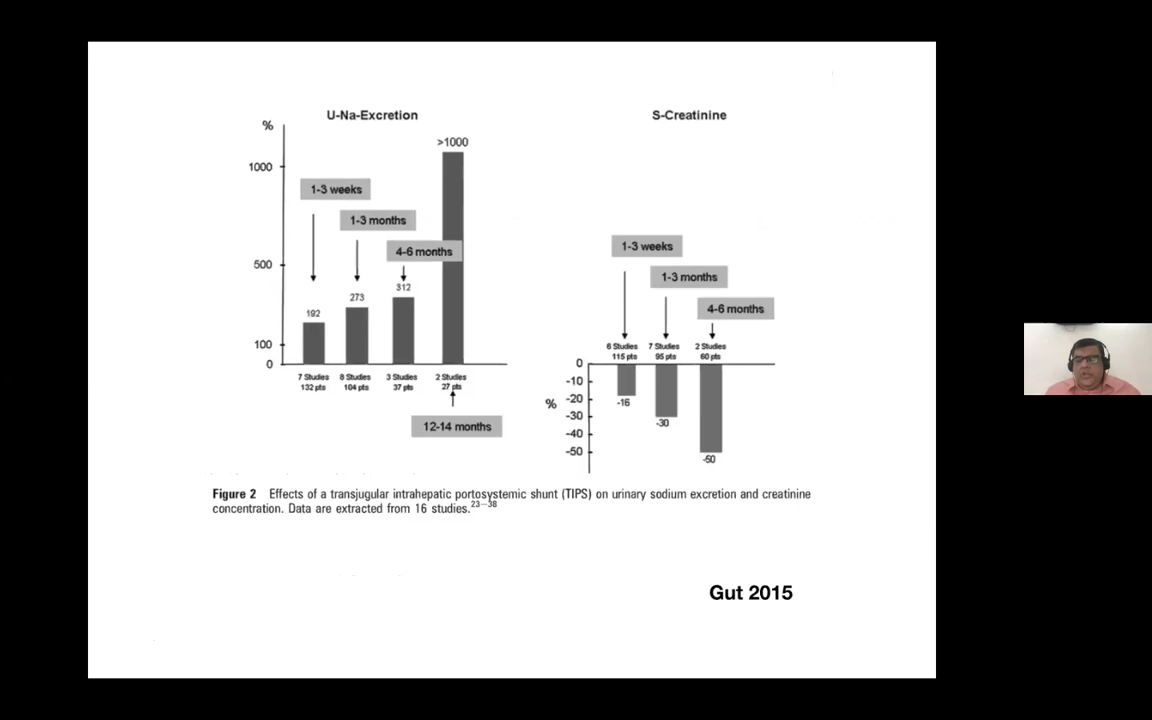 U-Na-Excretion
%
>1000
1000
1-3 weeks
1-3 months
4-6 months
500
312
273
192
100
0
7 Studies
132 pts
8 Studies
104 pts
3 Studies
37 pts
2 Studies
27 pts
12-14 months
S-Creatinine
1-3 weeks
1-3 months
4-6 months
6 Studies
115 pts
7 Studies
95 pts
2 Studies
60 pts
0
-10
-20
%
-30
-40
-50
-16
-30
-50
Figure 2 Effects of a transjugular intrahepatic portosystemic shunt (TIPS) on urinary sodium excretion and creatinine
concentration. Data are extracted from 16 studies.23–38
Gut 2015